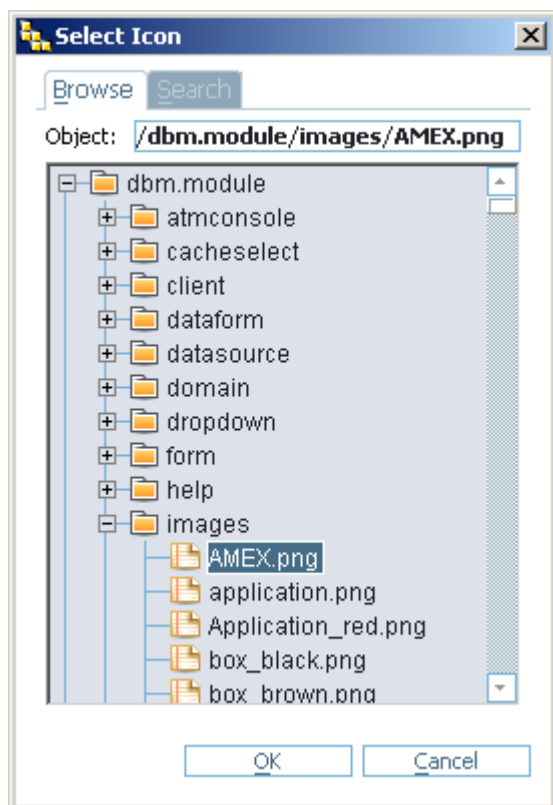 Select Icon
Browse Search
Object: /dbm.module/images/AMEX.png
dbm.module
atmconsole
cacheselect
client
dataform
datasource
domain
dropdown
form
help
images
AMEX.png
application.png
Application_red.png
box_black.png
box_brown.png
OK Cancel